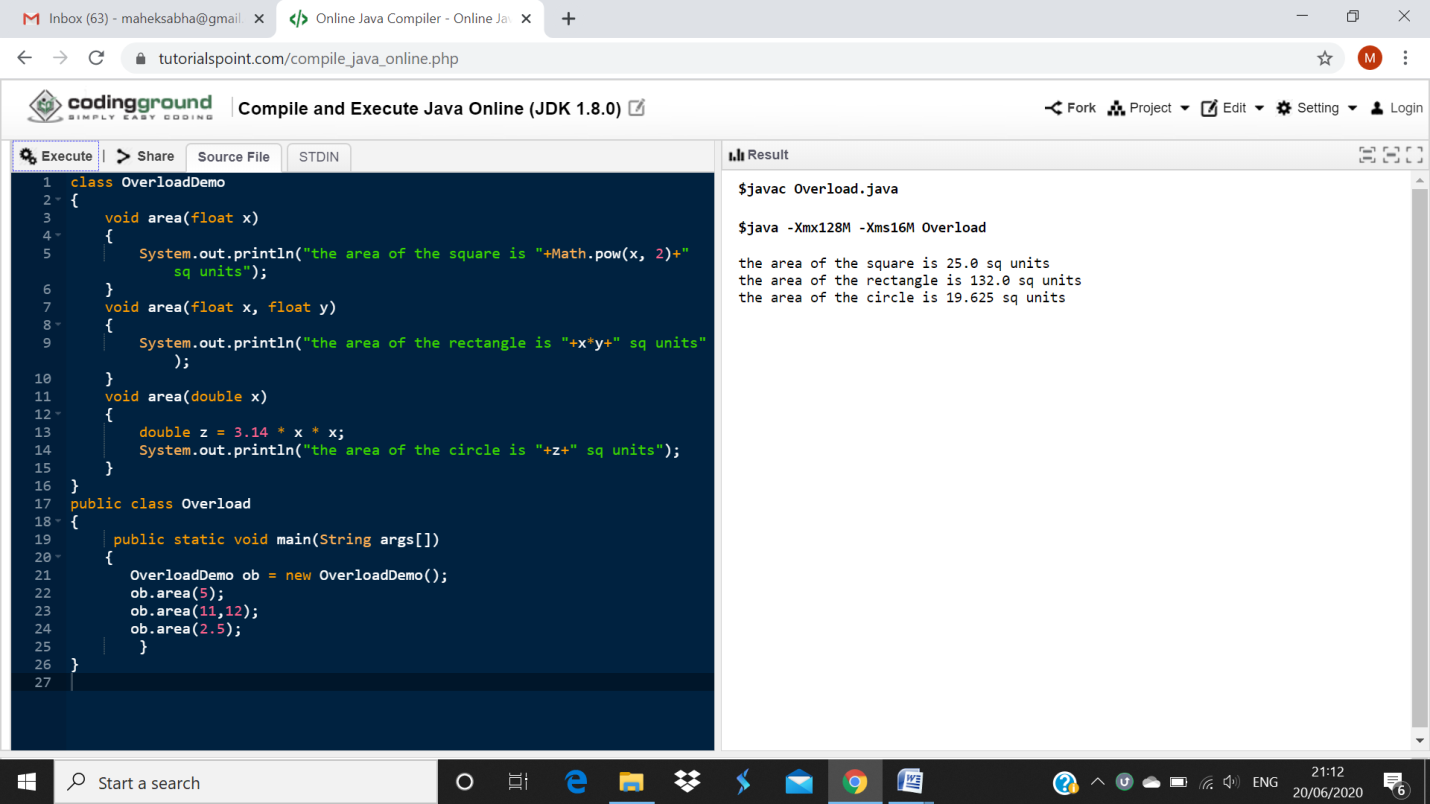 Inbox (63) - maheksabha@gmail.
Online Java Compiler - Online Jav
tutorialspoint.com/compile_java_online.php
M
codingground
SIMPLY EASY CODING
Compile and Execute Java Online (JDK 1.8.0)
Fork Project Edit Setting Login
Execute | Share Source File STDIN
Result
1 class OverloadDemo
2 {
3 void area(float x)
4 {
5 System.out.println("the area of the square is "+Math.pow(x, 2)+"
sq units");
6 }
7 void area(float x, float y)
8 {
9 System.out.println("the area of the rectangle is "+x*y+" sq units"
);
10 }
11 void area(double x)
12 {
13 double z = 3.14 * x * x;
14 System.out.println("the area of the circle is "+z+" sq units");
15 }
16 }
17 public class Overload
18 {
19 public static void main(String args[])
20 {
21 OverloadDemo ob = new OverloadDemo();
22 ob.area(5);
23 ob.area(11,12);
24 ob.area(2.5);
25 }
26 }
27
$javac Overload.java
$java -Xmx128M -Xms16M Overload
the area of the square is 25.0 sq units
the area of the rectangle is 132.0 sq units
the area of the circle is 19.625 sq units
Start a search
ENG
21:12
20/06/2020
6